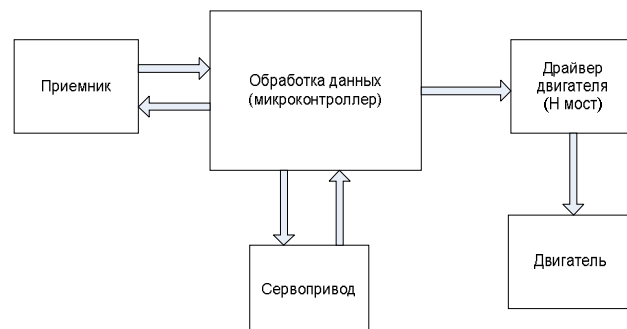 Приемник
Обработка данных
(микроконтроллер)
Драйвер
двигателя
(Н мост)
Сервопривод
Двигатель